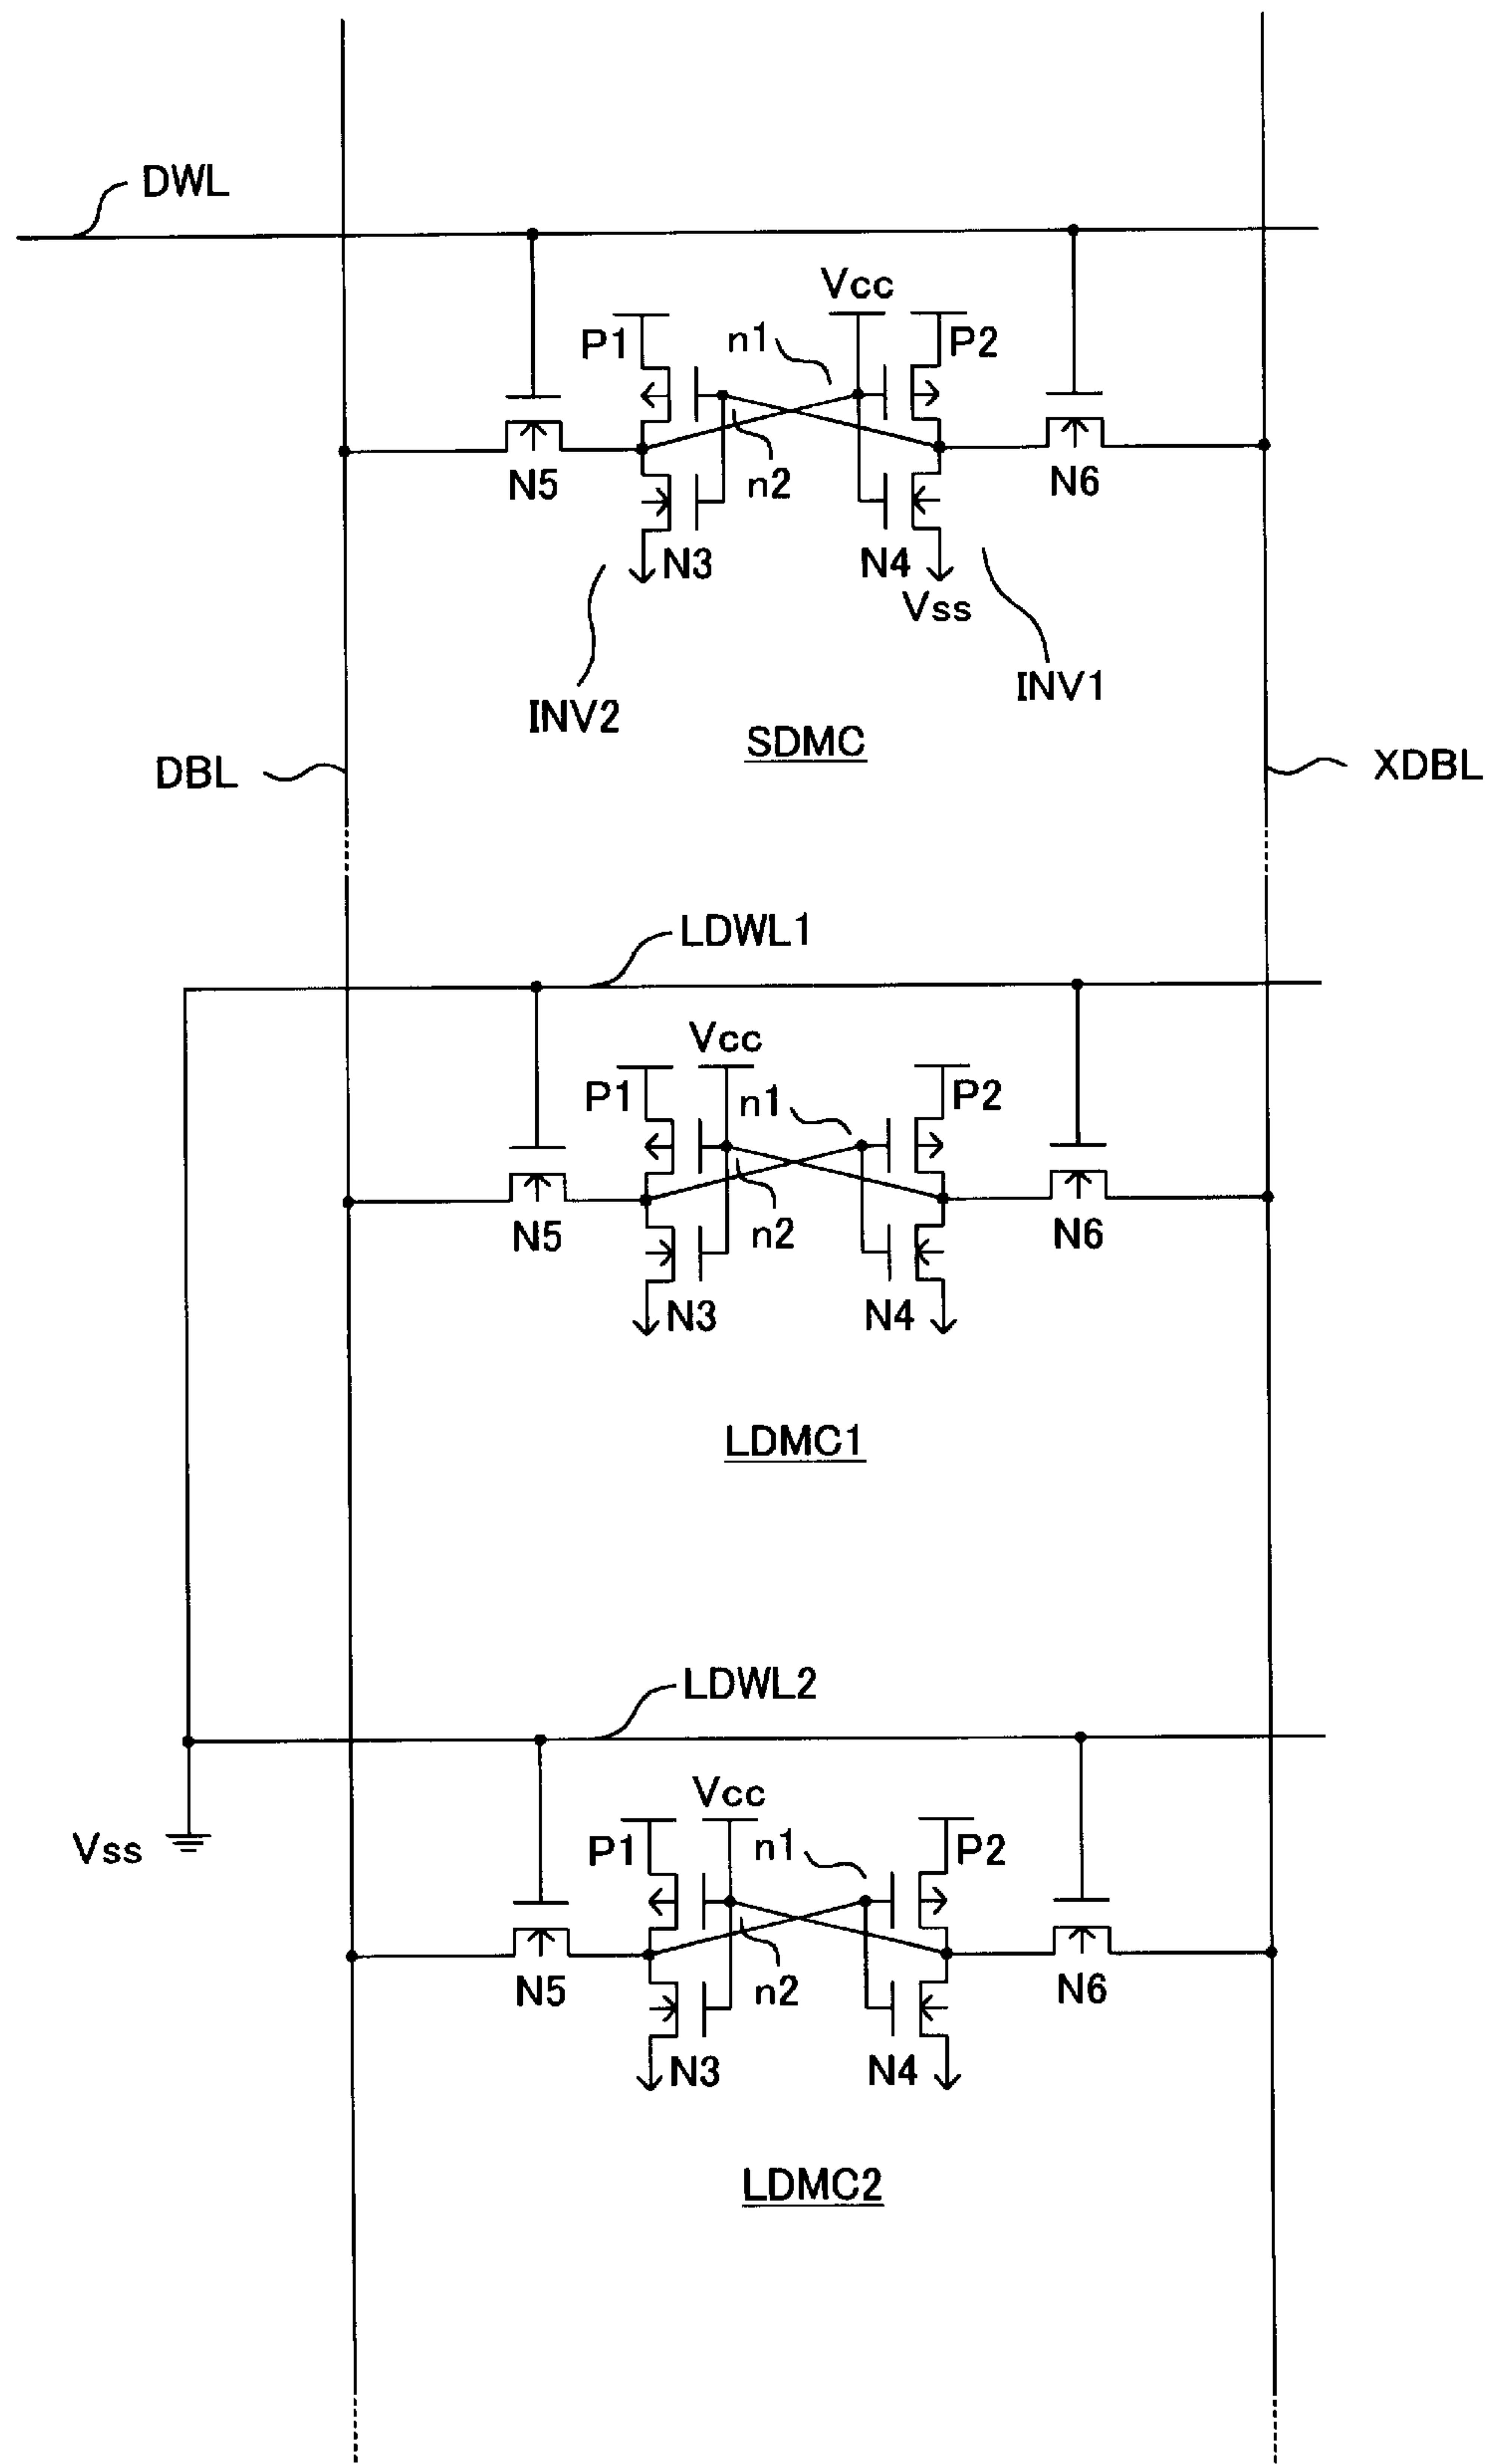 DWL
Vcc
P1
n1
P2
N5
n2
N6
N3
N4
Vss
INV2
INV1
SDMC
DBL
XDBL
LDWL1
Vcc
P1
n1
P2
N5
n2
N6
N3
N4
LDMC1
LDWL2
Vcc
P1
n1
P2
Vss
N5
n2
N6
N3
N4
LDMC2